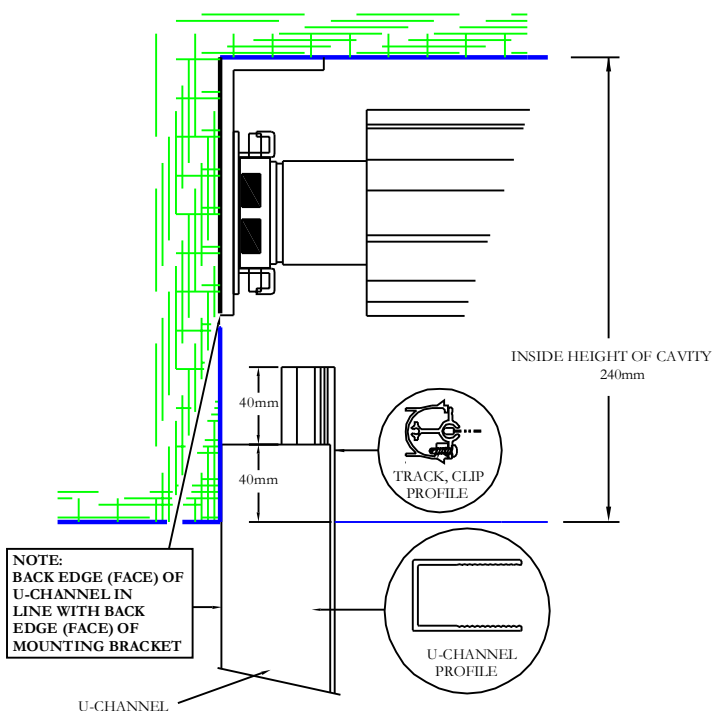 INSIDE HEIGHT OF CAVITY
240mm
40mm
40mm
TRACK, CLIP
PROFILE
NOTE:
BACK EDGE (FACE) OF
U-CHANNEL IN
LINE WITH BACK
EDGE (FACE) OF
MOUNTING BRACKET
U-CHANNEL
PROFILE
U-CHANNEL